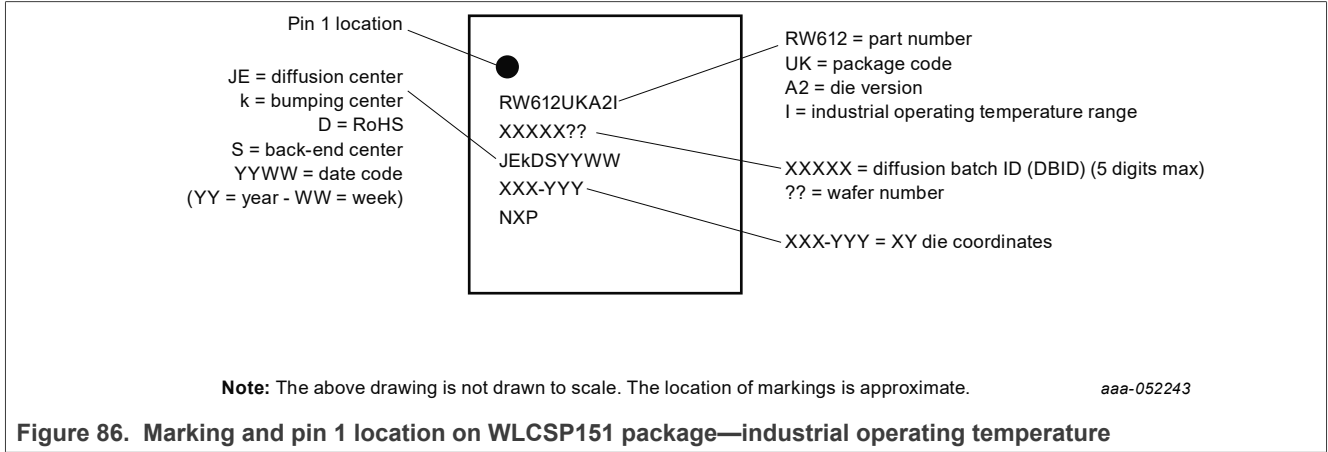 Pin 1 location
JE = diffusion center
k = bumping center
D = RoHS
S = back-end center
YYWW = date code
(YY = year - WW = week)
RW612UKA2I
XXXXX??
JEkDSYYWW
XXX-YYY
NXP
RW612 = part number
UK = package code
A2 = die version
I = industrial operating temperature range
XXXXX = diffusion batch ID (DBID) (5 digits max)
?? = wafer number
XXX-YYY = XY die coordinates
Note: The above drawing is not drawn to scale. The location of markings is approximate.
aaa-052243
Figure 86. Marking and pin 1 location on WLCSP151 package—industrial operating temperature